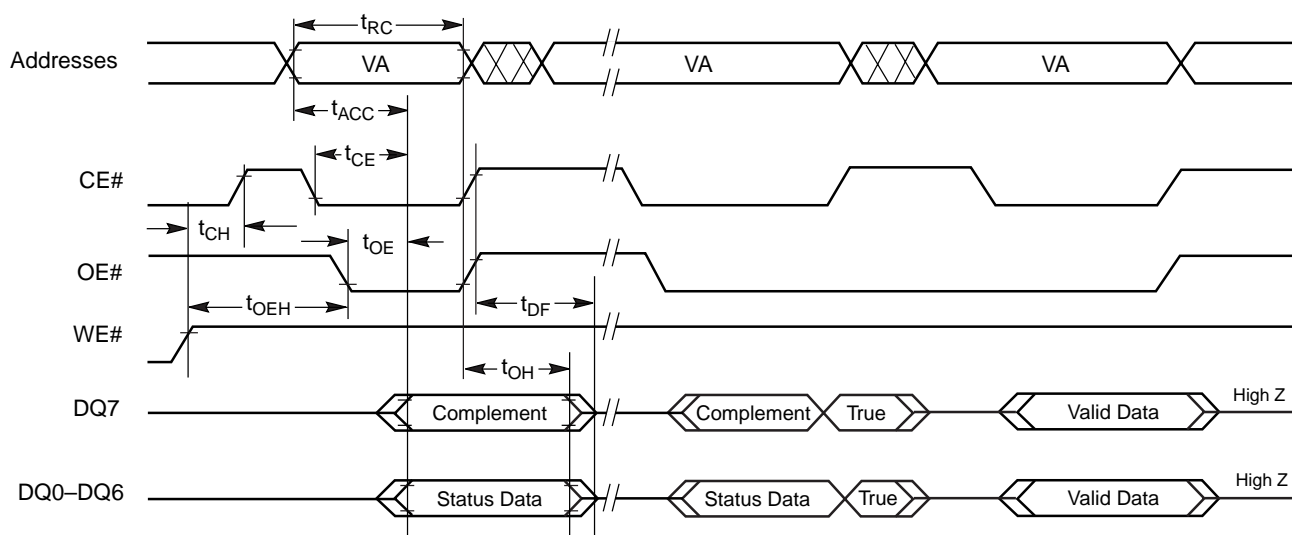 tRC
Addresses VA VA VA
tACC
tCE
CE#
tCH tOE
OE#
tOEH tDF
WE#
tOH
DQ7 Complement Complement True Valid Data High Z
DQ0–DQ6 Status Data Status Data True Valid Data High Z